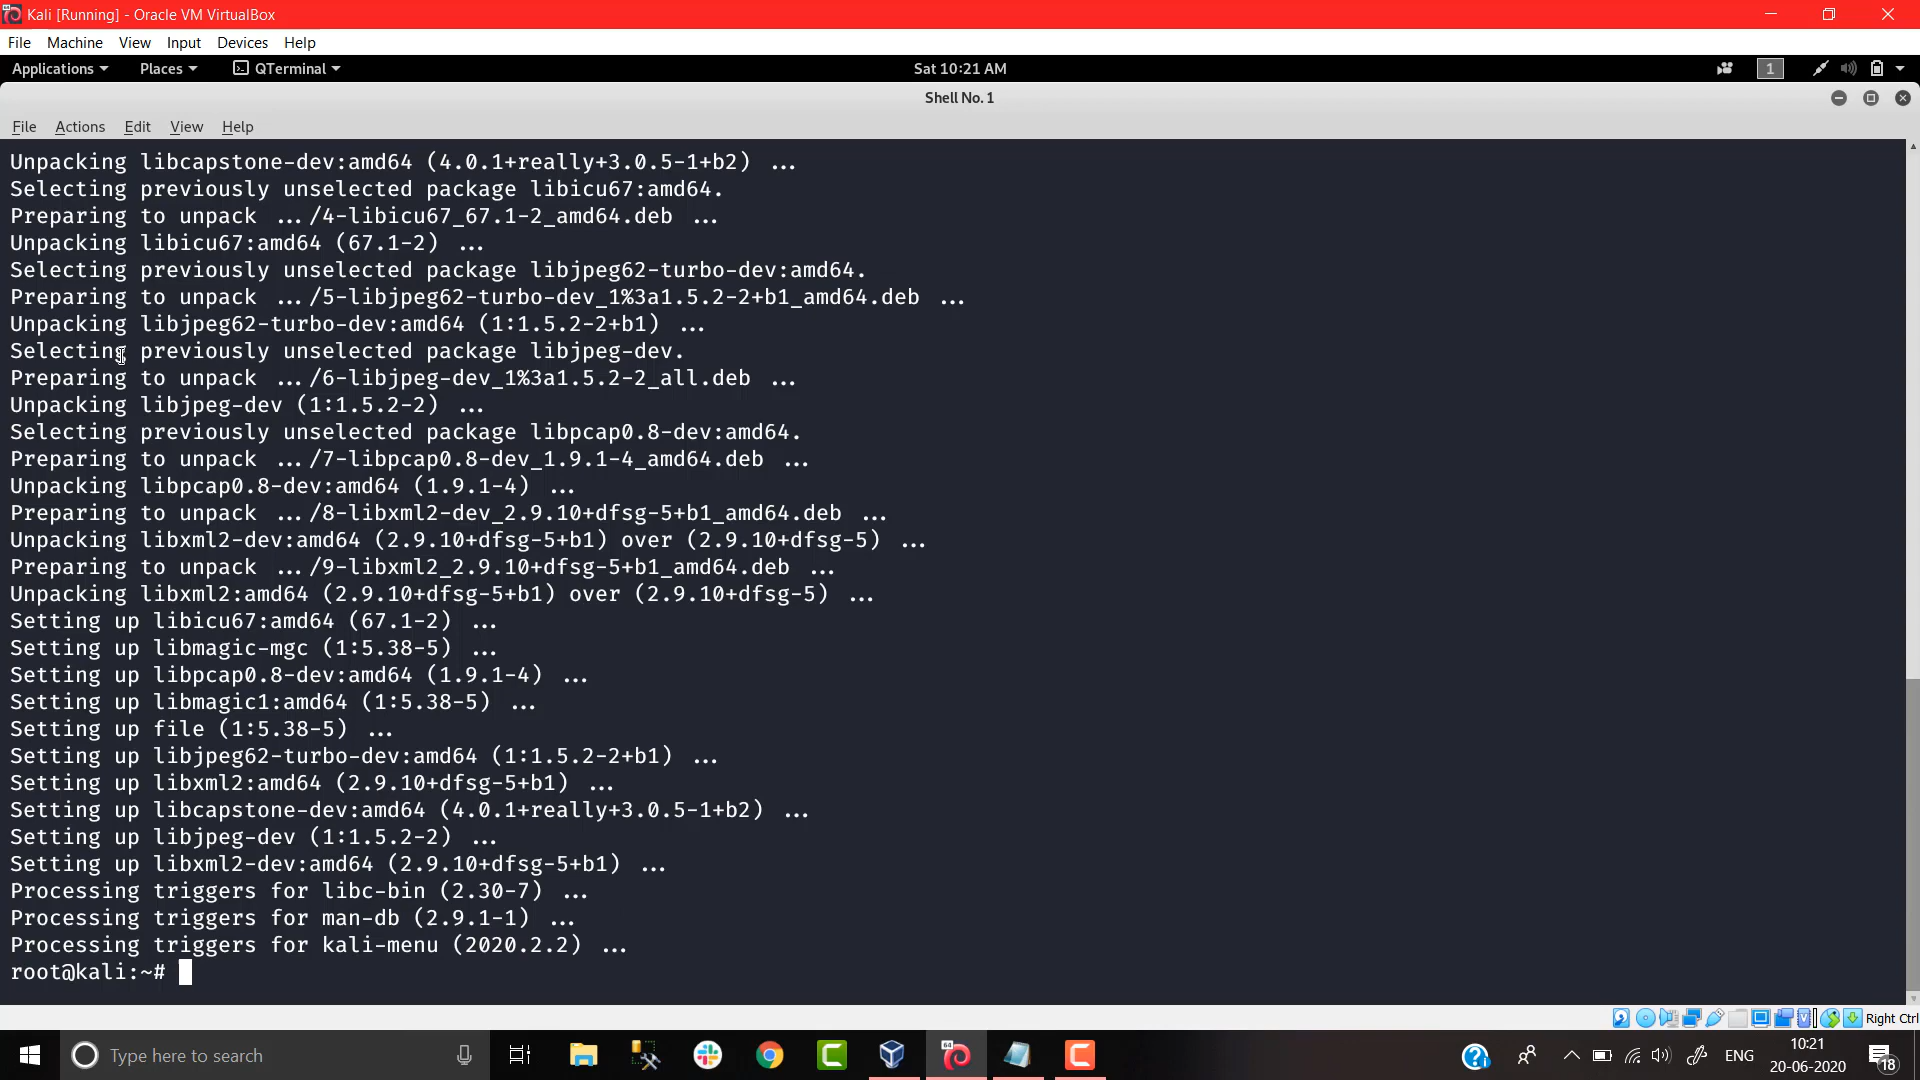 Kali [Running] - Oracle VM VirtualBox
File Machine View Input Devices Help
Applications Places QTerminal Sat 10:21 AM 1
Shell No. 1
File Actions Edit View Help
Unpacking libcapstone-dev:amd64 (4.0.1+really+3.0.5-1+b2) ...
Selecting previously unselected package libicu67:amd64.
Preparing to unpack .../4-libicu67_67.1-2_amd64.deb ...
Unpacking libicu67:amd64 (67.1-2) ...
Selecting previously unselected package libjpeg62-turbo-dev:amd64.
Preparing to unpack .../5-libjpeg62-turbo-dev_1%3a1.5.2-2+b1_amd64.deb ...
Unpacking libjpeg62-turbo-dev:amd64 (1:1.5.2-2+b1) ...
Selecting previously unselected package libjpeg-dev.
Preparing to unpack .../6-libjpeg-dev_1%3a1.5.2-2_all.deb ...
Unpacking libjpeg-dev (1:1.5.2-2) ...
Selecting previously unselected package libpcap0.8-dev:amd64.
Preparing to unpack .../7-libpcap0.8-dev_1.9.1-4_amd64.deb ...
Unpacking libpcap0.8-dev:amd64 (1.9.1-4) ...
Preparing to unpack .../8-libxml2-dev_2.9.10+dfsg-5+b1_amd64.deb ...
Unpacking libxml2-dev:amd64 (2.9.10+dfsg-5+b1) over (2.9.10+dfsg-5) ...
Preparing to unpack .../9-libxml2_2.9.10+dfsg-5+b1_amd64.deb ...
Unpacking libxml2:amd64 (2.9.10+dfsg-5+b1) over (2.9.10+dfsg-5) ...
Setting up libicu67:amd64 (67.1-2) ...
Setting up libmagic-mgc (1:5.38-5) ...
Setting up libpcap0.8-dev:amd64 (1.9.1-4) ...
Setting up libmagic1:amd64 (1:5.38-5) ...
Setting up file (1:5.38-5) ...
Setting up libjpeg62-turbo-dev:amd64 (1:1.5.2-2+b1) ...
Setting up libxml2:amd64 (2.9.10+dfsg-5+b1) ...
Setting up libcapstone-dev:amd64 (4.0.1+really+3.0.5-1+b2) ...
Setting up libjpeg-dev (1:1.5.2-2) ...
Setting up libxml2-dev:amd64 (2.9.10+dfsg-5+b1) ...
Processing triggers for libc-bin (2.30-7) ...
Processing triggers for man-db (2.9.1-1) ...
Processing triggers for kali-menu (2020.2.2) ...
root@kali:~#
Right Ctrl
Type here to search
ENG
10:21
20-06-2020
18